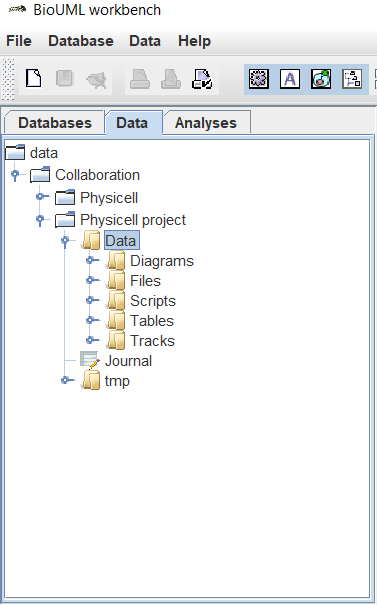 BioUML workbench
File Database Data Help
A
Databases Data Analyses
data
Collaboration
Physicell
Physicell project
Data
Diagrams
Files
Scripts
Tables
Tracks
Journal
tmp